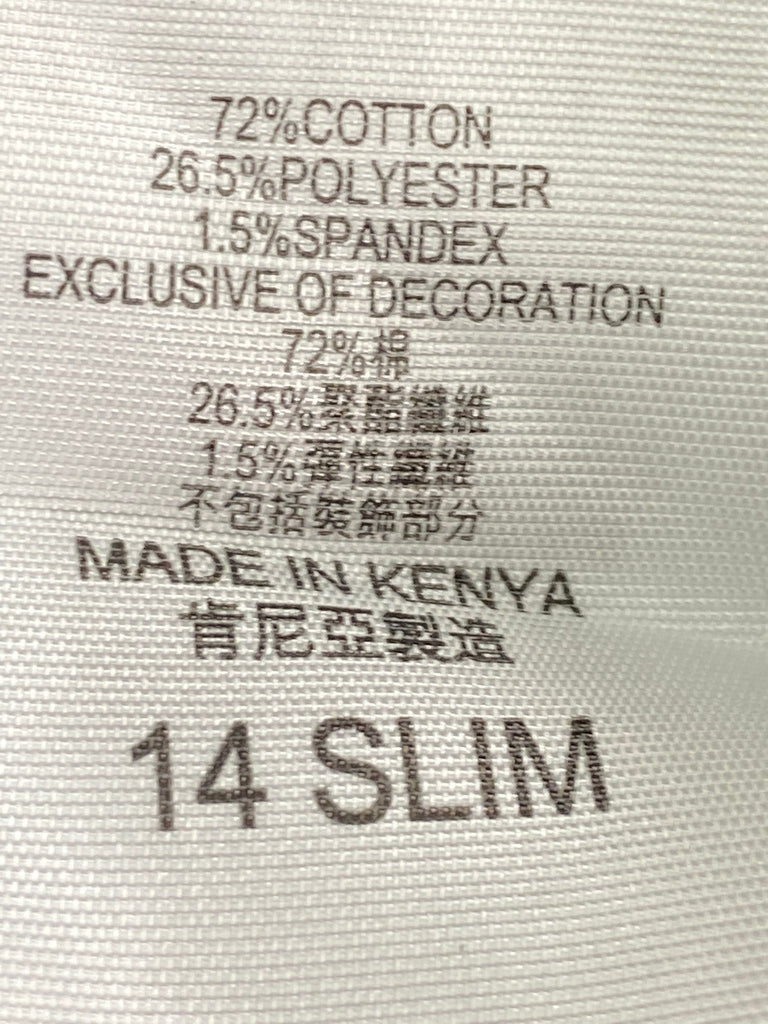 72%COTTON
26.5%POLYESTER
1.5%SPANDEX
EXCLUSIVE OF DECORATION
72%棉
26.5%聚酯纖維
1.5%彈性纖維
不包括裝飾部分
MADE IN KENYA
肯尼亞製造
14 SLIM